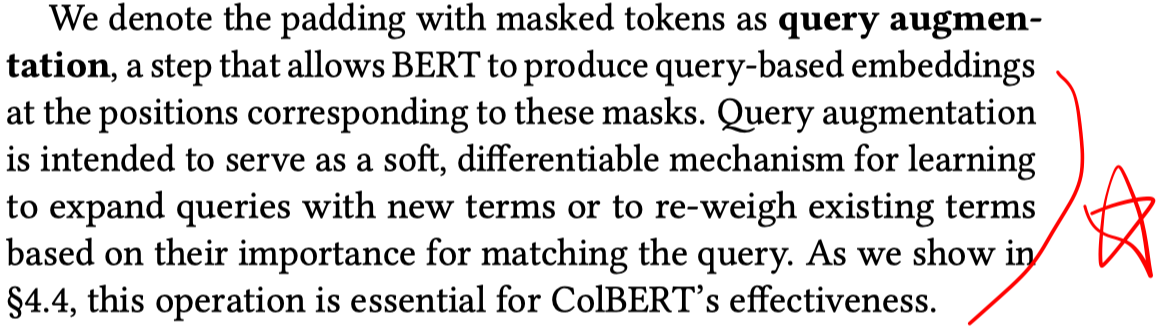 We denote the padding with masked tokens as query augmen-
tation, a step that allows BERT to produce query-based embeddings
at the positions corresponding to these masks. Query augmentation
is intended to serve as a soft, differentiable mechanism for learning
to expand queries with new terms or to re-weigh existing terms
based on their importance for matching the query. As we show in
§4.4, this operation is essential for ColBERT’s effectiveness.